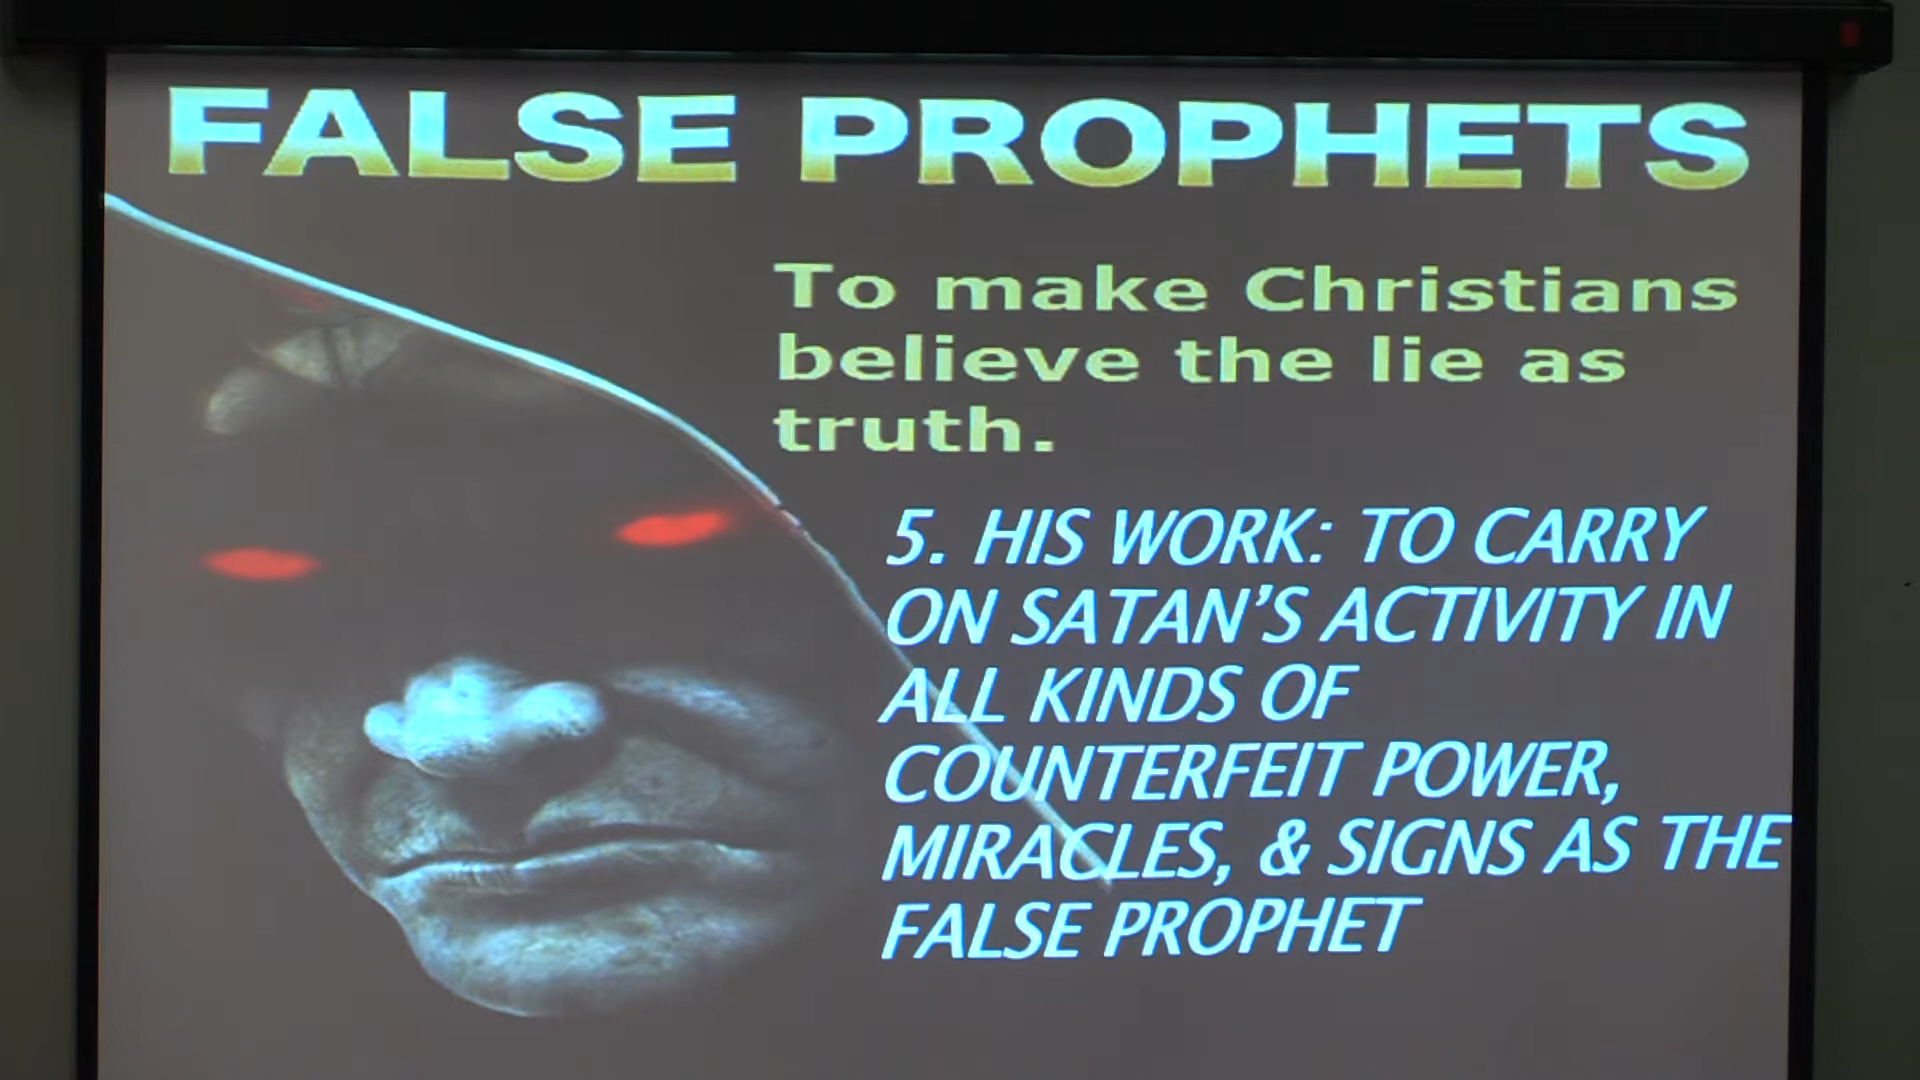 FALSE PROPHETS
To make Christians
believe the lie as
truth.
5. HIS WORK: TO CARRY
ON SATAN'S ACTIVITY IN
ALL KINDS OF
COUNTERFEIT POWER,
MIRACLES, & SIGNS AS THE
FALSE PROPHET